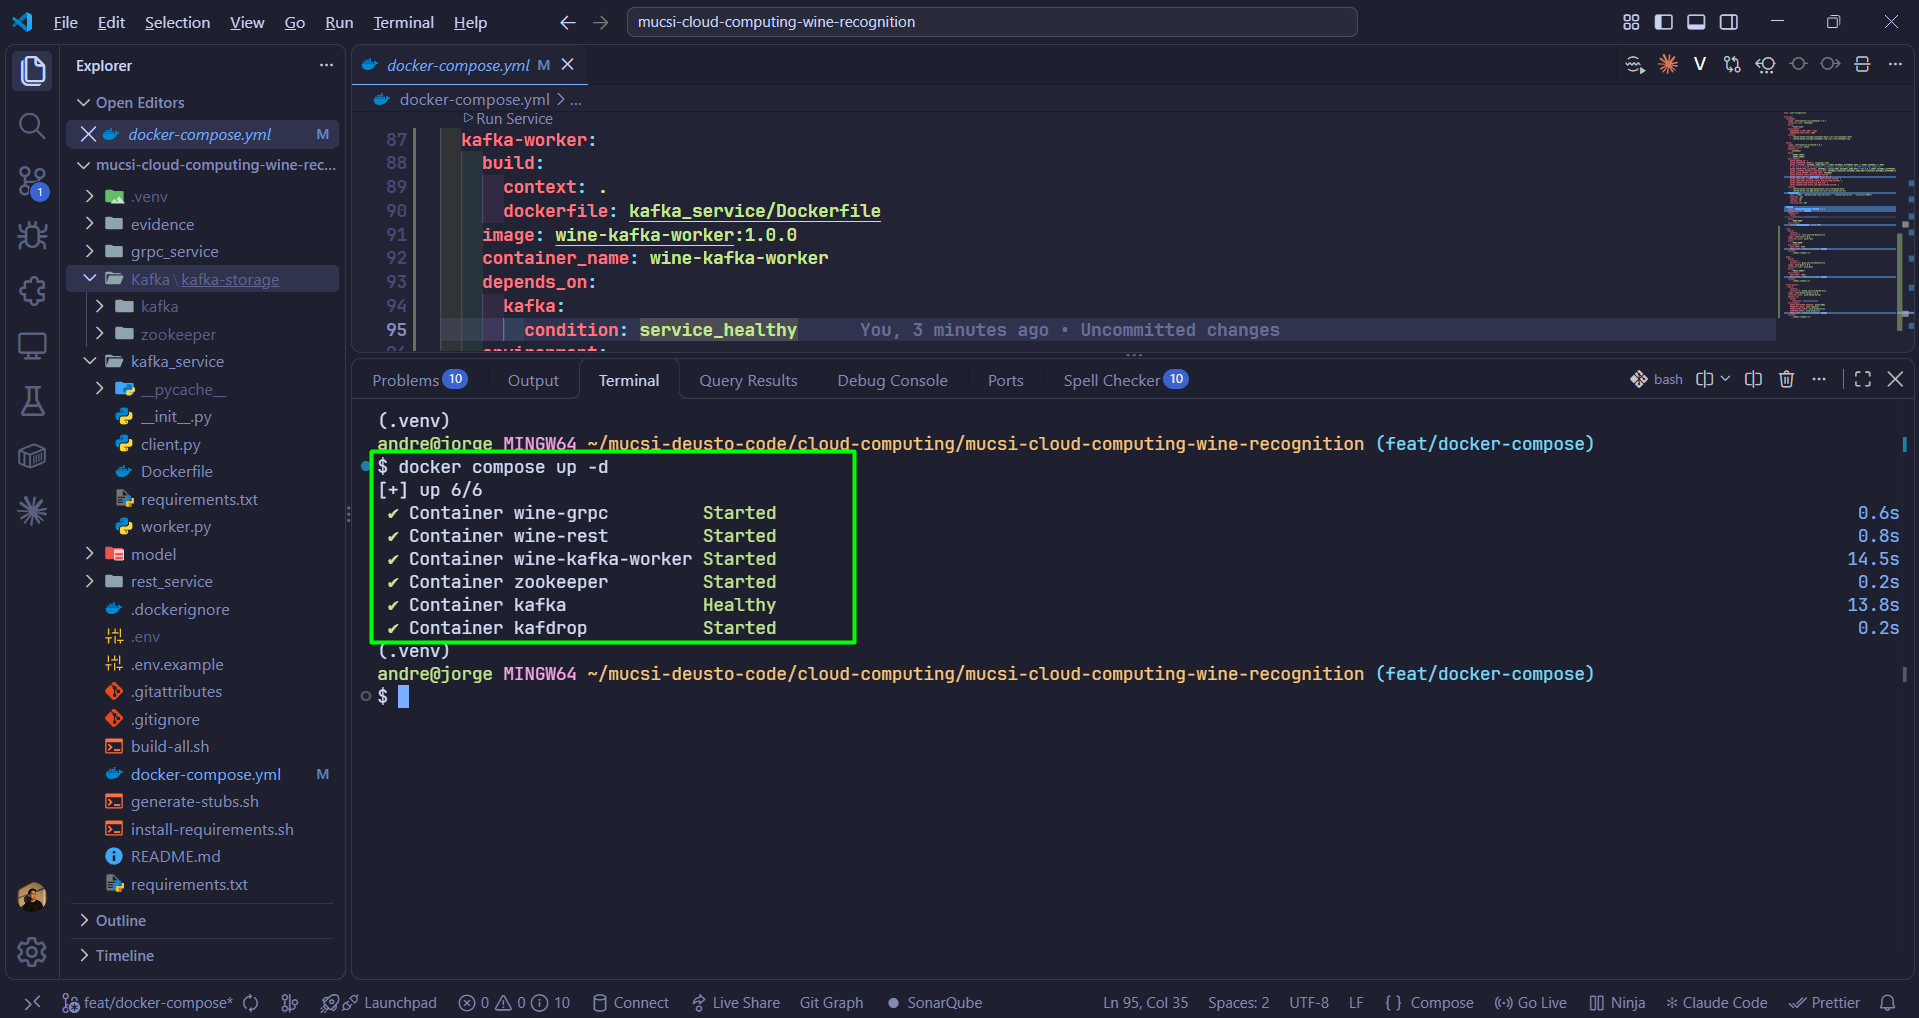 File Edit Selection View Go Run Terminal Help
mucsi-cloud-computing-wine-recognition
Explorer
Open Editors
docker-compose.yml M
mucsi-cloud-computing-wine-rec...
.venv
evidence
grpc_service
Kafka \ kafka-storage
kafka
zookeeper
kafka_service
__pycache__
__init__.py
client.py
Dockerfile
requirements.txt
worker.py
model
rest_service
.dockerignore
.env
.env.example
.gitattributes
.gitignore
build-all.sh
docker-compose.yml M
generate-stubs.sh
install-requirements.sh
README.md
requirements.txt
Outline
Timeline
1
docker-compose.yml M
docker-compose.yml > ...
Run Service
87 kafka-worker:
88 build:
89 context: .
90 dockerfile: kafka_service/Dockerfile
91 image: wine-kafka-worker:1.0.0
92 container_name: wine-kafka-worker
93 depends_on:
94 kafka:
95 condition: service_healthy You, 3 minutes ago • Uncommitted changes
96 environment:
Problems 10 Output Terminal Query Results Debug Console Ports Spell Checker 10
bash
(.venv)
andre@jorge MINGW64 ~/mucsi-deusto-code/cloud-computing/mucsi-cloud-computing-wine-recognition (feat/docker-compose)
$ docker compose up -d
[+] up 6/6
✔ Container wine-grpc Started 0.6s
✔ Container wine-rest Started 0.8s
✔ Container wine-kafka-worker Started 14.5s
✔ Container zookeeper Started 0.2s
✔ Container kafka Healthy 13.8s
✔ Container kafdrop Started 0.2s
(.venv)
andre@jorge MINGW64 ~/mucsi-deusto-code/cloud-computing/mucsi-cloud-computing-wine-recognition (feat/docker-compose)
$
feat/docker-compose* Launchpad 0 0 10 Connect Live Share Git Graph SonarQube Ln 95, Col 35 Spaces: 2 UTF-8 LF { } Compose Go Live Ninja Claude Code Prettier